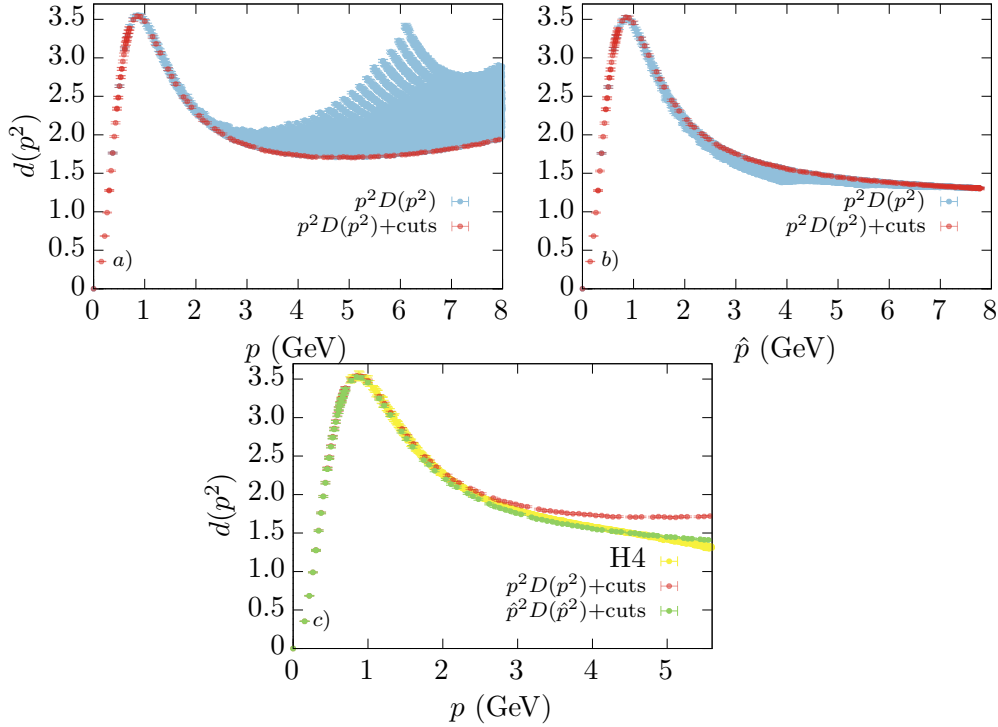 3.5
3.0
2.5
2.0
1.5
1.0
0.5
0
d(p²)
p²D(p²)
p²D(p²)+cuts
a)
0 1 2 3 4 5 6 7 8
p (GeV)
3.5
3.0
2.5
2.0
1.5
1.0
0.5
0
p²D(p²)
p²D(p²)+cuts
b)
0 1 2 3 4 5 6 7 8
p̂ (GeV)
3.5
3.0
2.5
2.0
1.5
1.0
0.5
0
d(p²)
H4
p²D(p²)+cuts
p̂²D(p̂²)+cuts
c)
0 1 2 3 4 5
p (GeV)